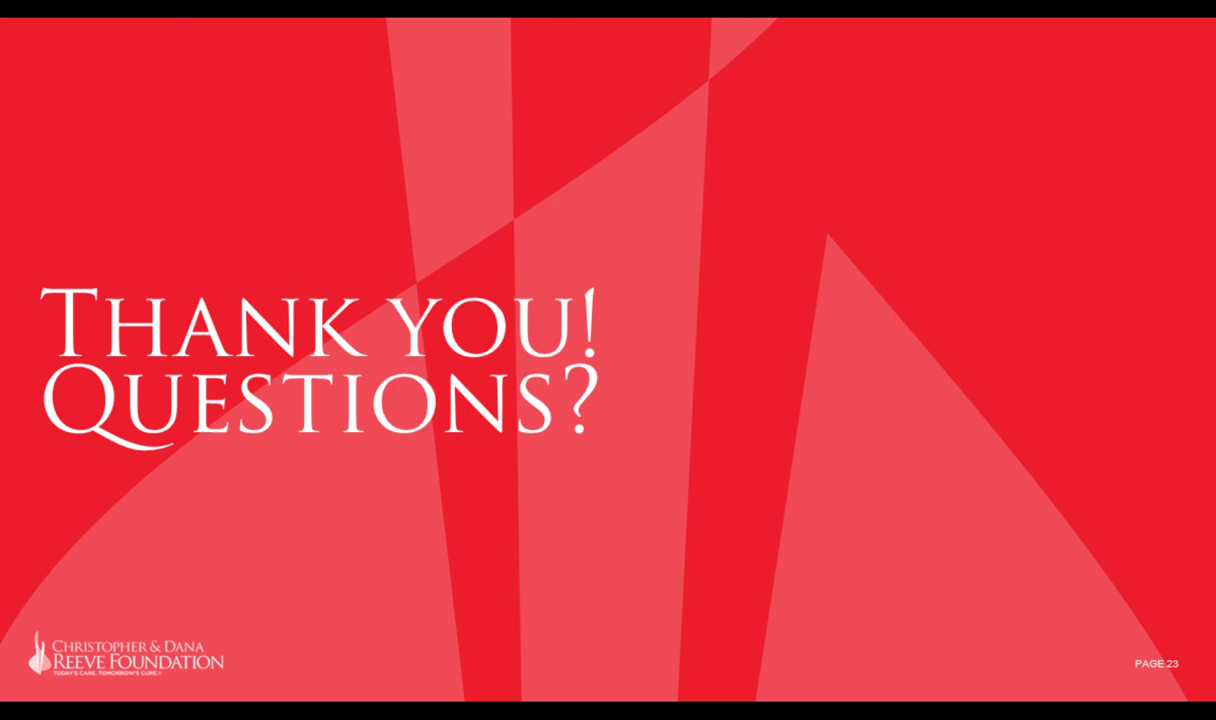 THANK YOU!
QUESTIONS?
CHRISTOPHER & DANA
REEVE FOUNDATION
TODAY'S CARE. TOMORROW'S CURE.®
PAGE 23